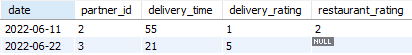 date partner_id delivery_time delivery_rating restaurant_rating
2022-06-11 2 55 1 2
2022-06-22 3 21 5 NULL